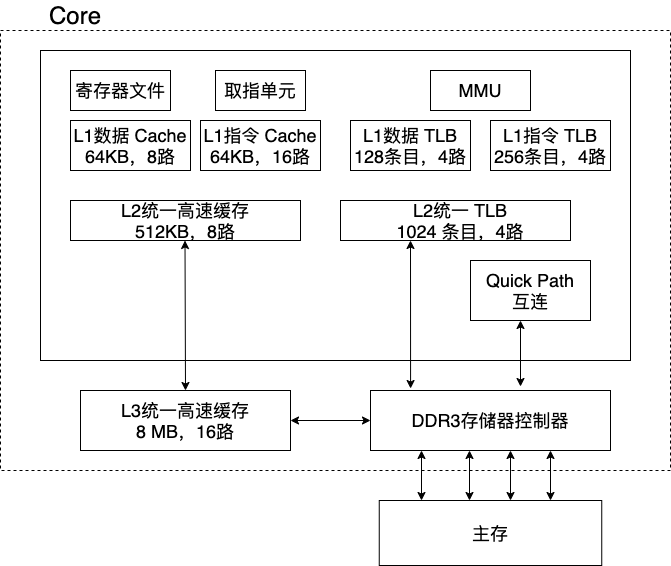 Core
寄存器文件
取指单元
MMU
L1数据 Cache
64KB，8路
L1指令 Cache
64KB，16路
L1数据 TLB
128条目，4路
L1指令 TLB
256条目，4路
L2统一高速缓存
512KB，8路
L2统一 TLB
1024 条目，4路
Quick Path
互连
L3统一高速缓存
8 MB，16路
DDR3存储器控制器
主存